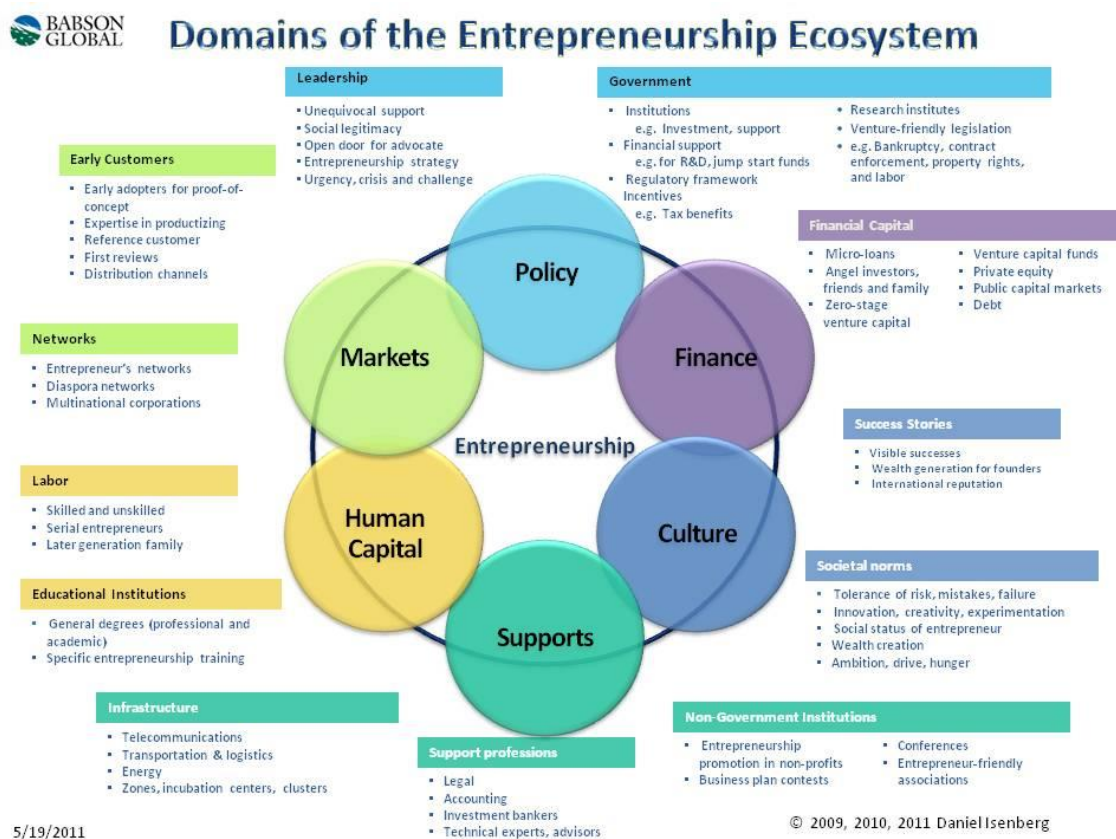 BABSON
GLOBAL
Domains of the Entrepreneurship Ecosystem
Leadership
▪ Unequivocal support
▪ Social legitimacy
▪ Open door for advocate
▪ Entrepreneurship strategy
▪ Urgency, crisis and challenge
Government
▪ Institutions
e.g. Investment, support
▪ Financial support
e.g. for R&D, jump start funds
▪ Regulatory framework
Incentives
e.g. Tax benefits
• Research institutes
• Venture-friendly legislation
• e.g. Bankruptcy, contract
enforcement, property rights,
and labor
Early Customers
▪ Early adopters for proof-of-
concept
▪ Expertise in productizing
▪ Reference customer
▪ First reviews
▪ Distribution channels
Financial Capital
▪ Micro-loans
▪ Angel investors,
friends and family
▪ Zero-stage
venture capital
▪ Venture capital funds
▪ Private equity
▪ Public capital markets
▪ Debt
Networks
▪ Entrepreneur's networks
▪ Diaspora networks
▪ Multinational corporations
Policy
Markets
Finance
Entrepreneurship
Human
Capital
Culture
Supports
Success Stories
▪ Visible successes
▪ Wealth generation for founders
▪ International reputation
Labor
▪ Skilled and unskilled
▪ Serial entrepreneurs
▪ Later generation family
Societal norms
▪ Tolerance of risk, mistakes, failure
▪ Innovation, creativity, experimentation
▪ Social status of entrepreneur
▪ Wealth creation
▪ Ambition, drive, hunger
Educational Institutions
▪ General degrees (professional and
academic)
▪ Specific entrepreneurship training
Infrastructure
▪ Telecommunications
▪ Transportation & logistics
▪ Energy
▪ Zones, incubation centers, clusters
Support professions
▪ Legal
▪ Accounting
▪ Investment bankers
▪ Technical experts, advisors
Non-Government Institutions
▪ Entrepreneurship
promotion in non-profits
▪ Business plan contests
▪ Conferences
▪ Entrepreneur-friendly
associations
5/19/2011
© 2009, 2010, 2011 Daniel Isenberg